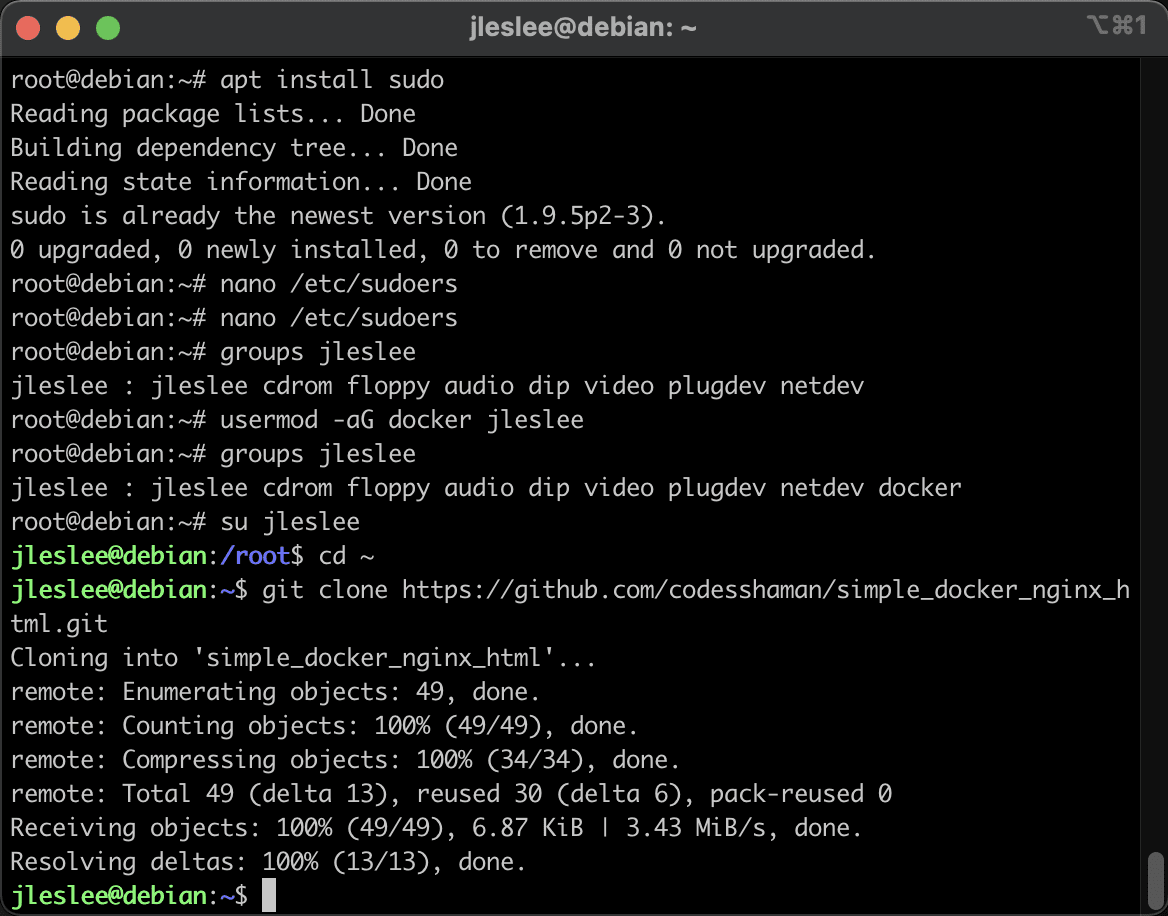 jleslee@debian: ~
⌥⌘1
root@debian:~# apt install sudo
Reading package lists... Done
Building dependency tree... Done
Reading state information... Done
sudo is already the newest version (1.9.5p2-3).
0 upgraded, 0 newly installed, 0 to remove and 0 not upgraded.
root@debian:~# nano /etc/sudoers
root@debian:~# nano /etc/sudoers
root@debian:~# groups jleslee
jleslee : jleslee cdrom floppy audio dip video plugdev netdev
root@debian:~# usermod -aG docker jleslee
root@debian:~# groups jleslee
jleslee : jleslee cdrom floppy audio dip video plugdev netdev docker
root@debian:~# su jleslee
jleslee@debian:/root$ cd ~
jleslee@debian:~$ git clone https://github.com/codesshaman/simple_docker_nginx_h
tml.git
Cloning into 'simple_docker_nginx_html'...
remote: Enumerating objects: 49, done.
remote: Counting objects: 100% (49/49), done.
remote: Compressing objects: 100% (34/34), done.
remote: Total 49 (delta 13), reused 30 (delta 6), pack-reused 0
Receiving objects: 100% (49/49), 6.87 KiB | 3.43 MiB/s, done.
Resolving deltas: 100% (13/13), done.
jleslee@debian:~$